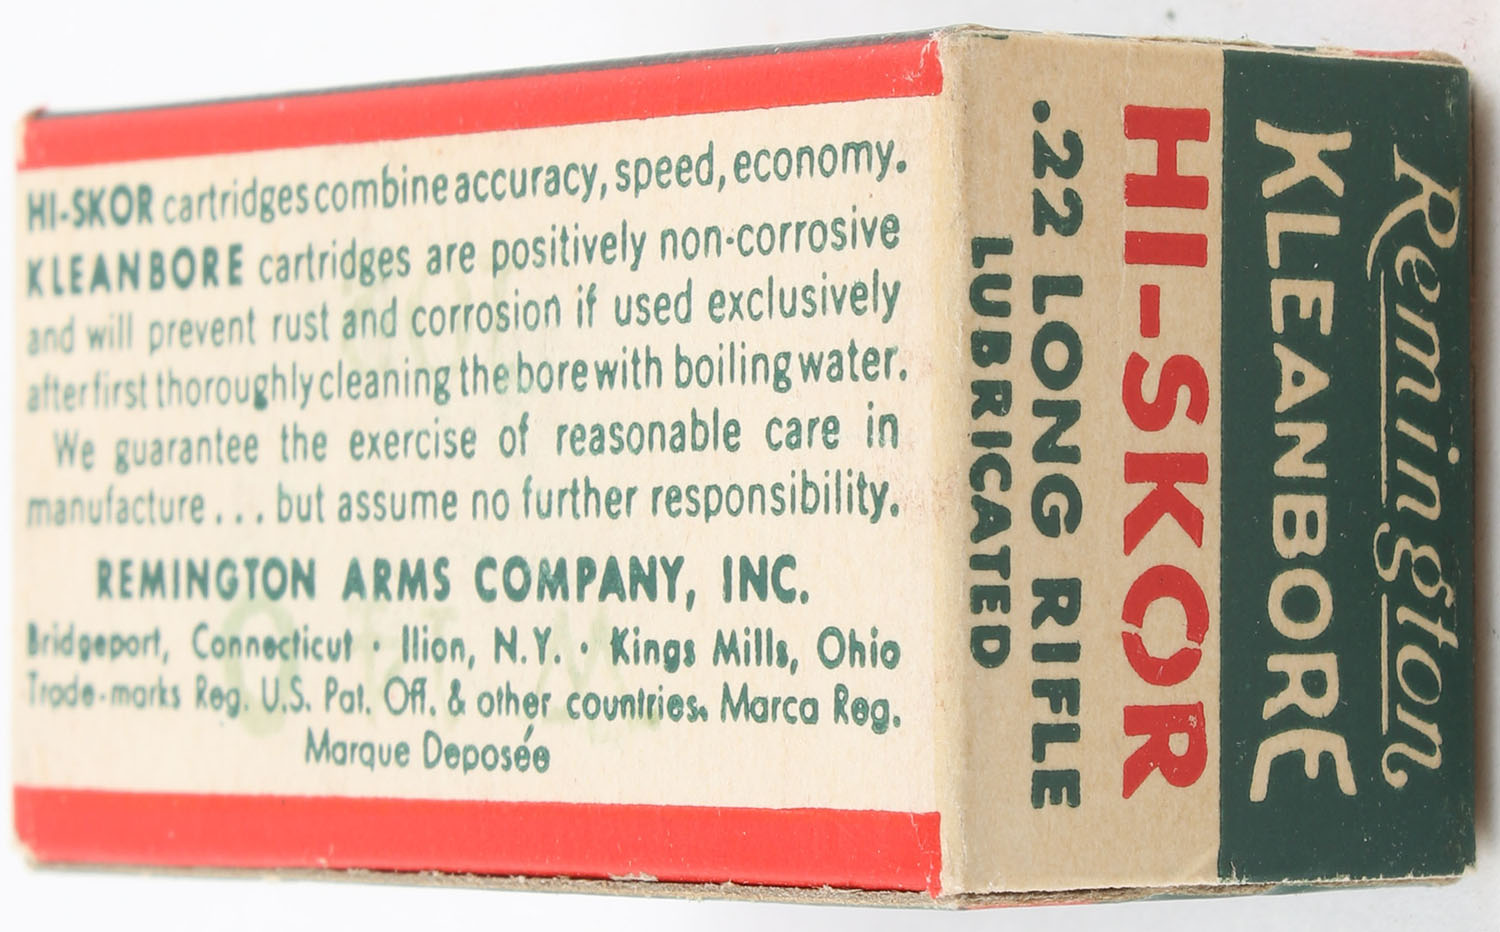 HI-SKOR cartridges combine accuracy, speed, economy.
KLEANBORE cartridges are positively non-corrosive
and will prevent rust and corrosion if used exclusively
after first thoroughly cleaning the bore with boiling water.
We guarantee the exercise of reasonable care in
manufacture . . . but assume no further responsibility.
REMINGTON ARMS COMPANY, INC.
Bridgeport, Connecticut · Ilion, N.Y. · Kings Mills, Ohio
Trade-marks Reg. U.S. Pat. Off. & other countries. Marca Reg.
Marque Deposée
Remington
KLEANBORE
HI-SKOR
.22 LONG RIFLE
LUBRICATED